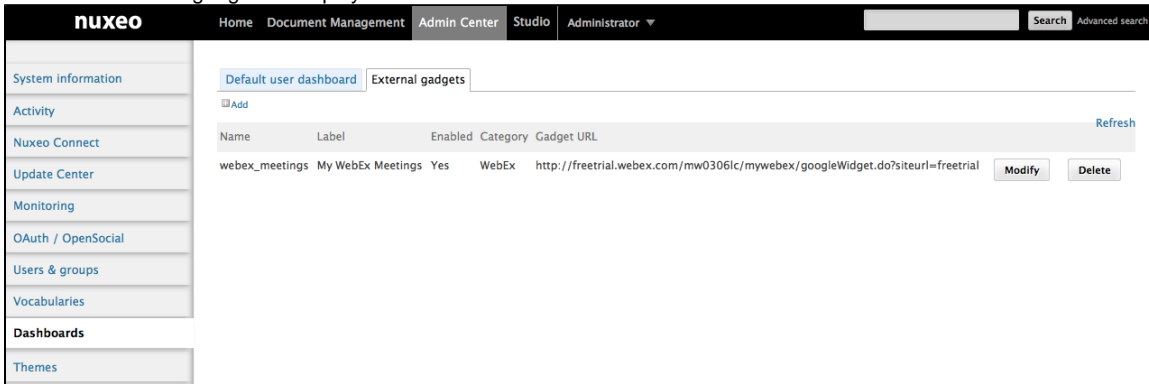 nuxeo Home Document Management Admin Center Studio Administrator Search Advanced search
System information
Activity
Nuxeo Connect
Update Center
Monitoring
OAuth / OpenSocial
Users & groups
Vocabularies
Dashboards
Themes
Default user dashboard External gadgets
Add
Refresh
Name Label Enabled Category Gadget URL
webex_meetings My WebEx Meetings Yes WebEx http://freetrial.webex.com/mw0306lc/mywebex/googleWidget.do?siteurl=freetrial Modify Delete